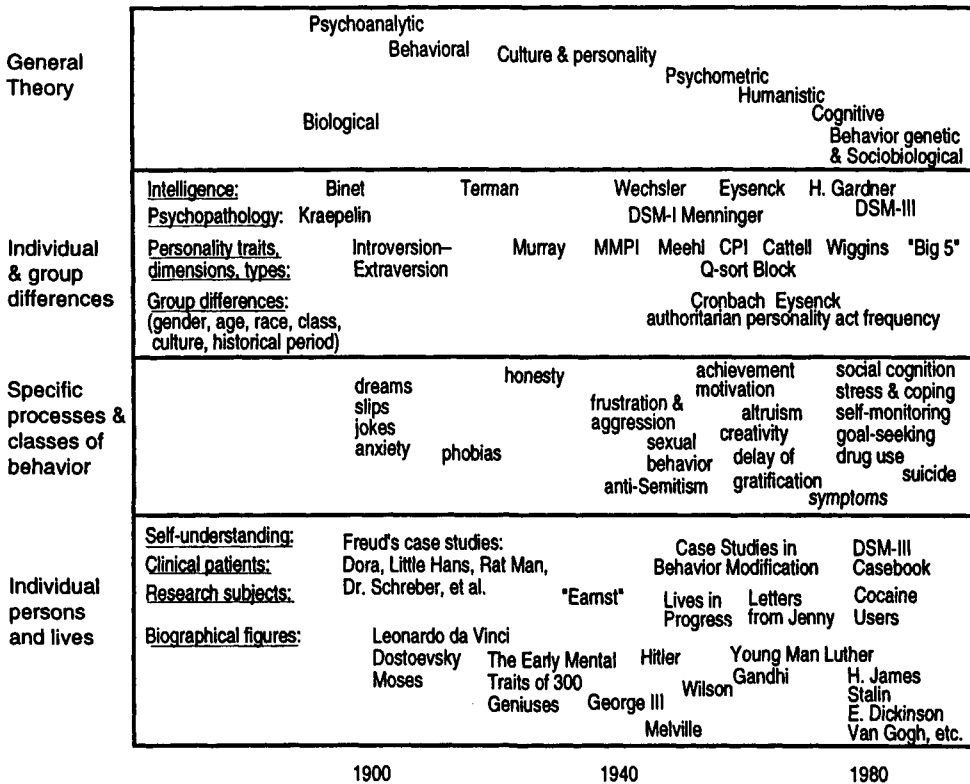 General
Theory
Psychoanalytic
Behavioral
Culture & personality
Psychometric
Humanistic
Biological
Cognitive
Behavior genetic
& Sociobiological
Individual
& group
differences
Intelligence: Binet Terman Wechsler Eysenck H. Gardner
Psychopathology: Kraepelin DSM-I Menninger DSM-III
Personality traits, Introversion– Murray MMPI Meehl CPI Cattell Wiggins "Big 5"
dimensions, types: Extraversion Q-sort Block
Group differences: Cronbach Eysenck
(gender, age, race, class, authoritarian personality act frequency
culture, historical period)
Specific
processes &
classes of
behavior
dreams
slips
jokes
anxiety
phobias
honesty
frustration &
aggression
sexual
behavior
anti-Semitism
achievement
motivation
altruism
creativity
delay of
gratification
symptoms
social cognition
stress & coping
self-monitoring
goal-seeking
drug use
suicide
Individual
persons
and lives
Self-understanding:
Clinical patients:
Research subjects:
Biographical figures:
Freud's case studies:
Dora, Little Hans, Rat Man,
Dr. Schreber, et al.
"Earnst"
Case Studies in
Behavior Modification
DSM-III
Casebook
Lives in
Progress
Letters
from Jenny
Cocaine
Users
Leonardo da Vinci
Dostoevsky
Moses
The Early Mental
Traits of 300
Geniuses
George III
Hitler
Melville
Wilson
Young Man Luther
Gandhi
H. James
Stalin
E. Dickinson
Van Gogh, etc.
1900 1940 1980